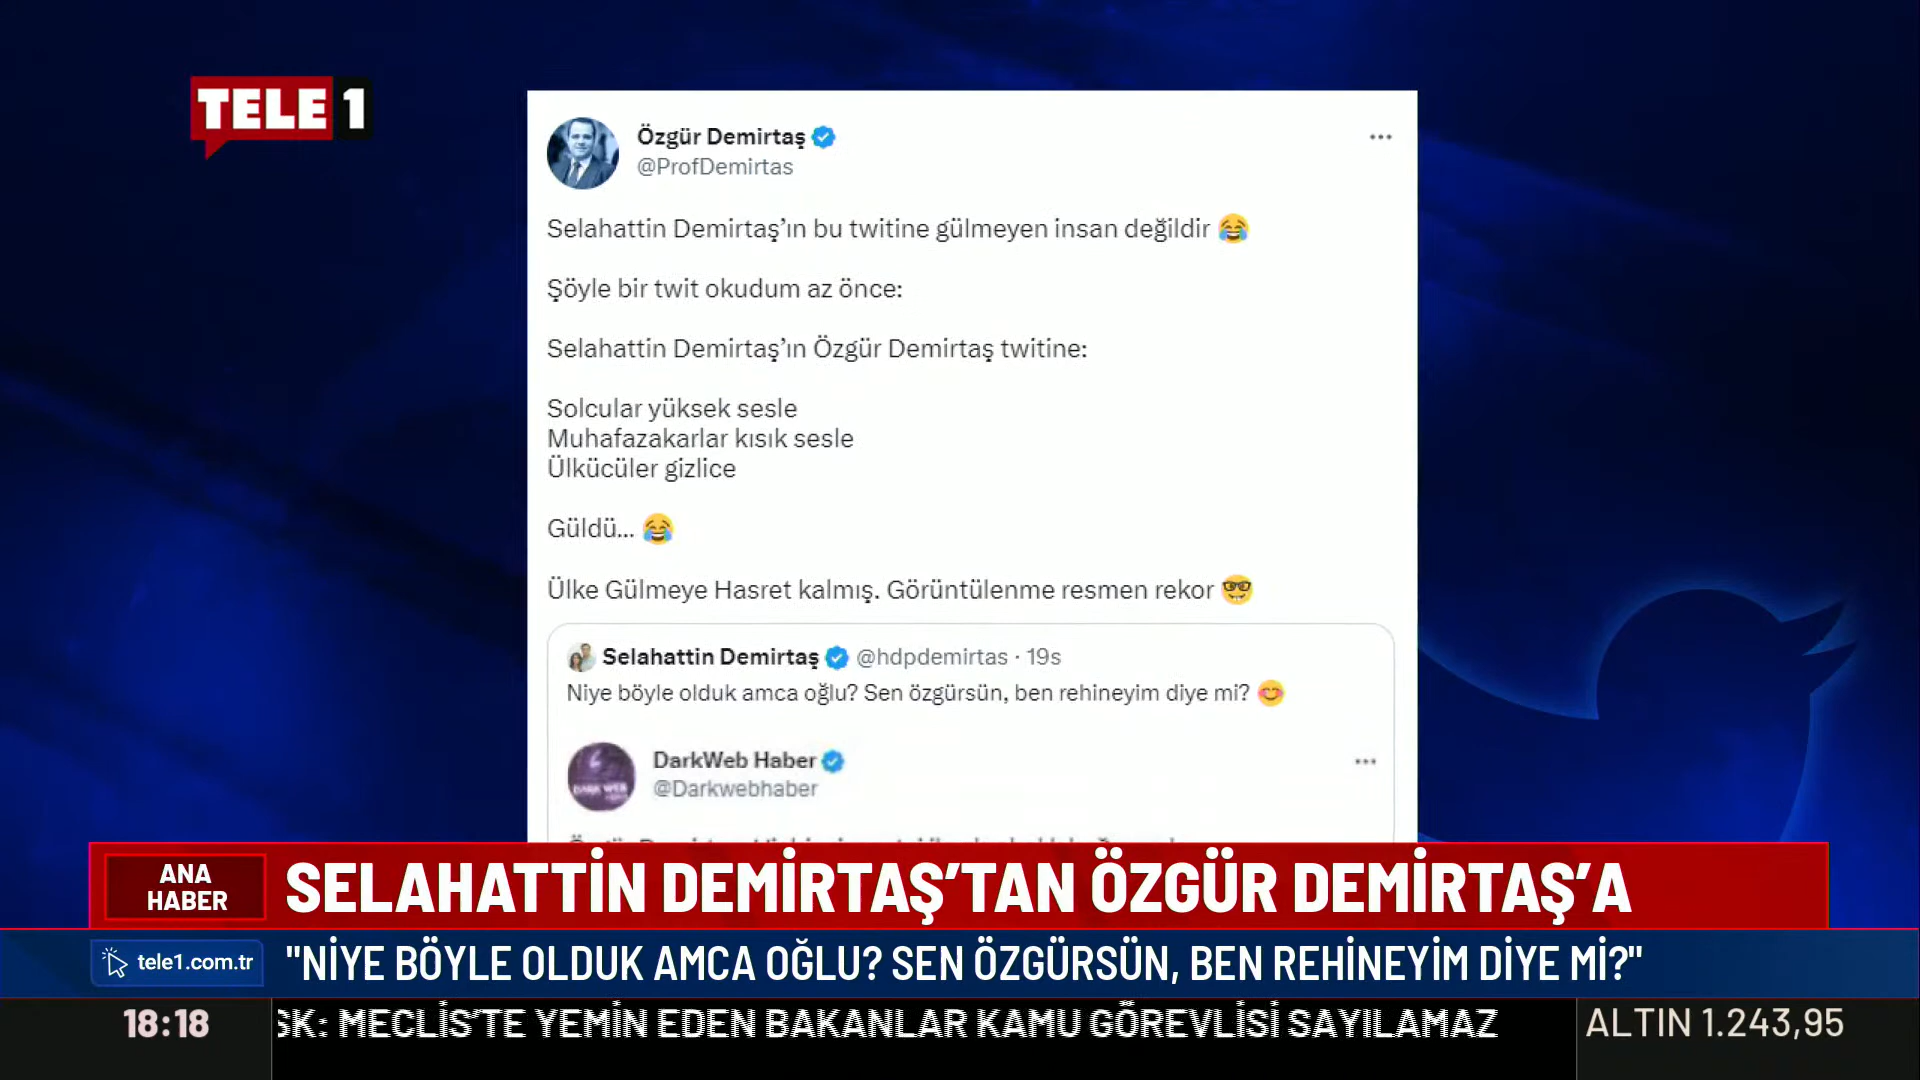 TELE 1
Özgür Demirtaş
@ProfDemirtas
Selahattin Demirtaş’ın bu twitine gülmeyen insan değildir 😂
Şöyle bir twit okudum az önce:
Selahattin Demirtaş’ın Özgür Demirtaş twitine:
Solcular yüksek sesle
Muhafazakarlar kısık sesle
Ülkücüler gizlice
Güldü... 😂
Ülke Gülmeye Hasret kalmış. Görüntülenme resmen rekor 🤓
Selahattin Demirtaş @hdpdemirtas · 19s
Niye böyle olduk amca oğlu? Sen özgürsün, ben rehineyim diye mi? 😊
DarkWeb Haber
@Darkwebhaber
DARK WEB
ANA
HABER
SELAHATTİN DEMİRTAŞ’TAN ÖZGÜR DEMİRTAŞ’A
tele1.com.tr
"NİYE BÖYLE OLDUK AMCA OĞLU? SEN ÖZGÜRSÜN, BEN REHİNEYİM DİYE Mİ?"
18:18
SK: MECLİS'TE YEMİN EDEN BAKANLAR KAMU GÖREVLİSİ SAYILAMAZ
ALTIN 1.243,95